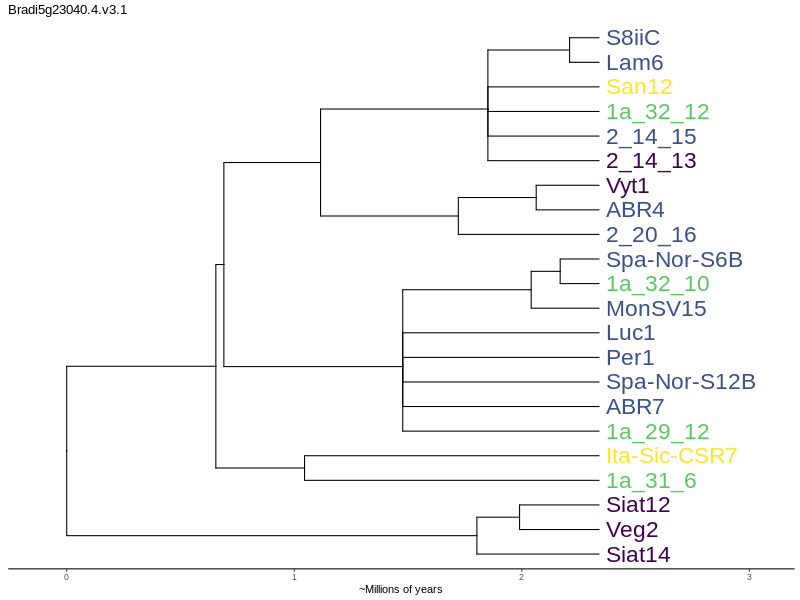 Bradi5g23040.4.v3.1
S8iiC
Lam6
San12
1a_32_12
2_14_15
2_14_13
Vyt1
ABR4
2_20_16
Spa-Nor-S6B
1a_32_10
MonSV15
Luc1
Per1
Spa-Nor-S12B
ABR7
1a_29_12
Ita-Sic-CSR7
1a_31_6
Siat12
Veg2
Siat14
0 1 2 3
~Millions of years